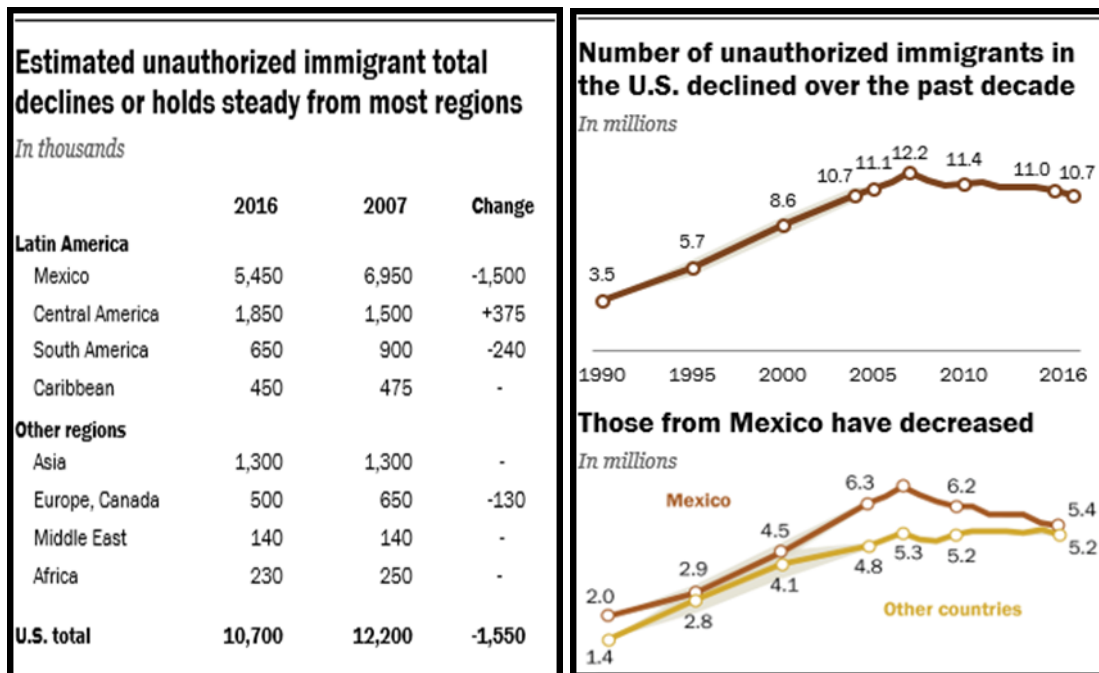 Estimated unauthorized immigrant total
declines or holds steady from most regions
In thousands
2016 2007 Change
Latin America
Mexico 5,450 6,950 -1,500
Central America 1,850 1,500 +375
South America 650 900 -240
Caribbean 450 475 -
Other regions
Asia 1,300 1,300 -
Europe, Canada 500 650 -130
Middle East 140 140 -
Africa 230 250 -
U.S. total 10,700 12,200 -1,550
Number of unauthorized immigrants in
the U.S. declined over the past decade
In millions
3.5 5.7 8.6 10.7 11.1 12.2 11.4 11.0 10.7
1990 1995 2000 2005 2010 2016
Those from Mexico have decreased
In millions
Mexico
2.0 2.9 4.5 6.3 6.2 5.4
1.4 2.8 4.1 4.8 5.3 5.2 5.2
Other countries